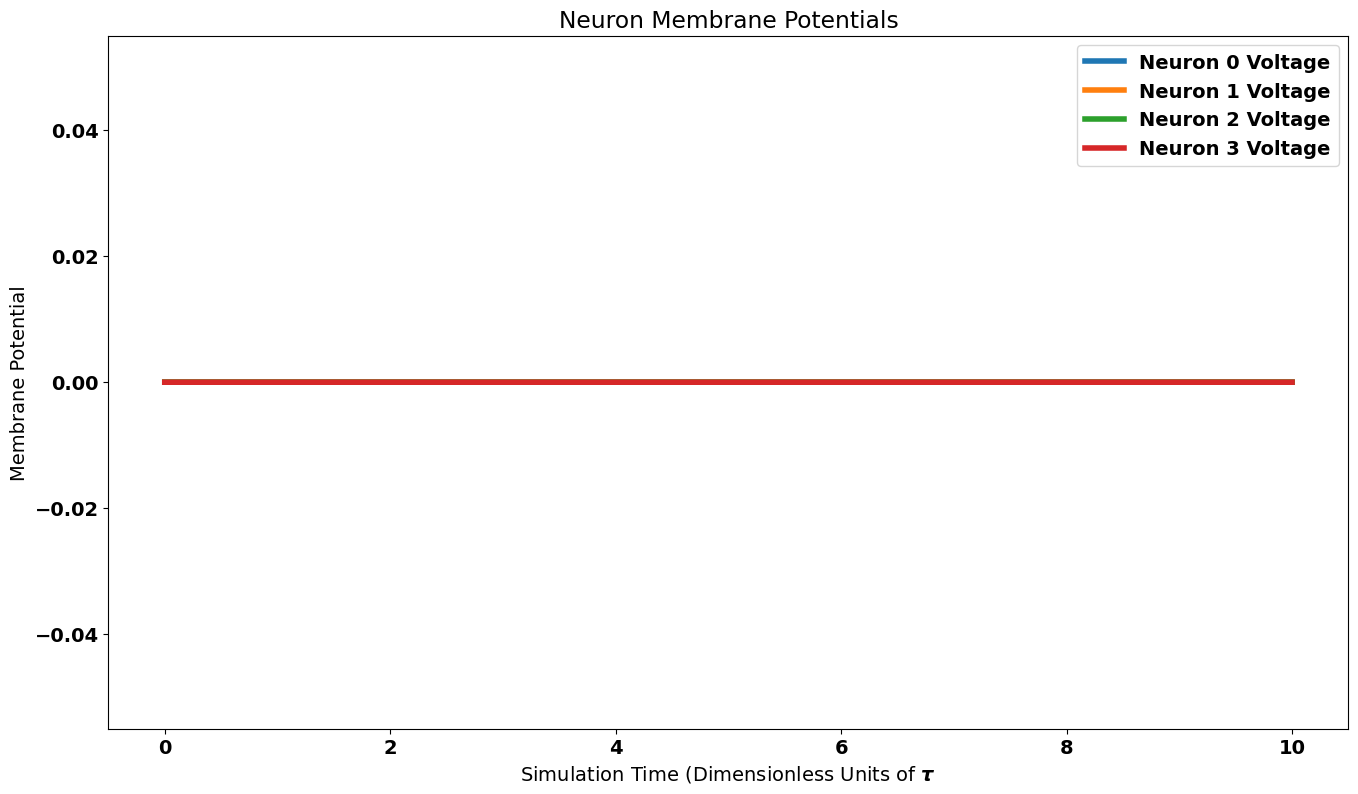 Neuron Membrane Potentials
Neuron 0 Voltage
Neuron 1 Voltage
Neuron 2 Voltage
Neuron 3 Voltage
Membrane Potential
0.04
0.02
0.00
−0.02
−0.04
0 2 4 6 8 10
Simulation Time (Dimensionless Units of τ